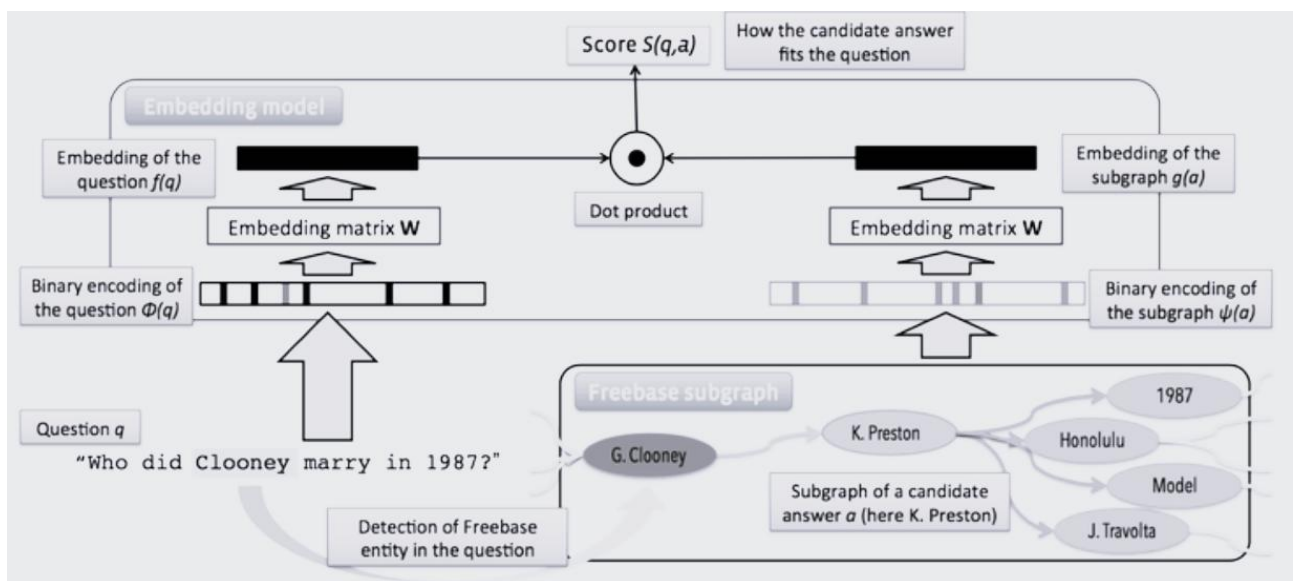 Score S(q,a)
How the candidate answer
fits the question
Embedding model
Embedding of the
question f(q)
Embedding of the
subgraph g(a)
Dot product
Embedding matrix W
Embedding matrix W
Binary encoding of
the question Φ(q)
Binary encoding of
the subgraph ψ(a)
Freebase subgraph
1987
Question q
K. Preston
Honolulu
"Who did Clooney marry in 1987?"
G. Clooney
Model
Subgraph of a candidate
answer a (here K. Preston)
Detection of Freebase
entity in the question
J. Travolta